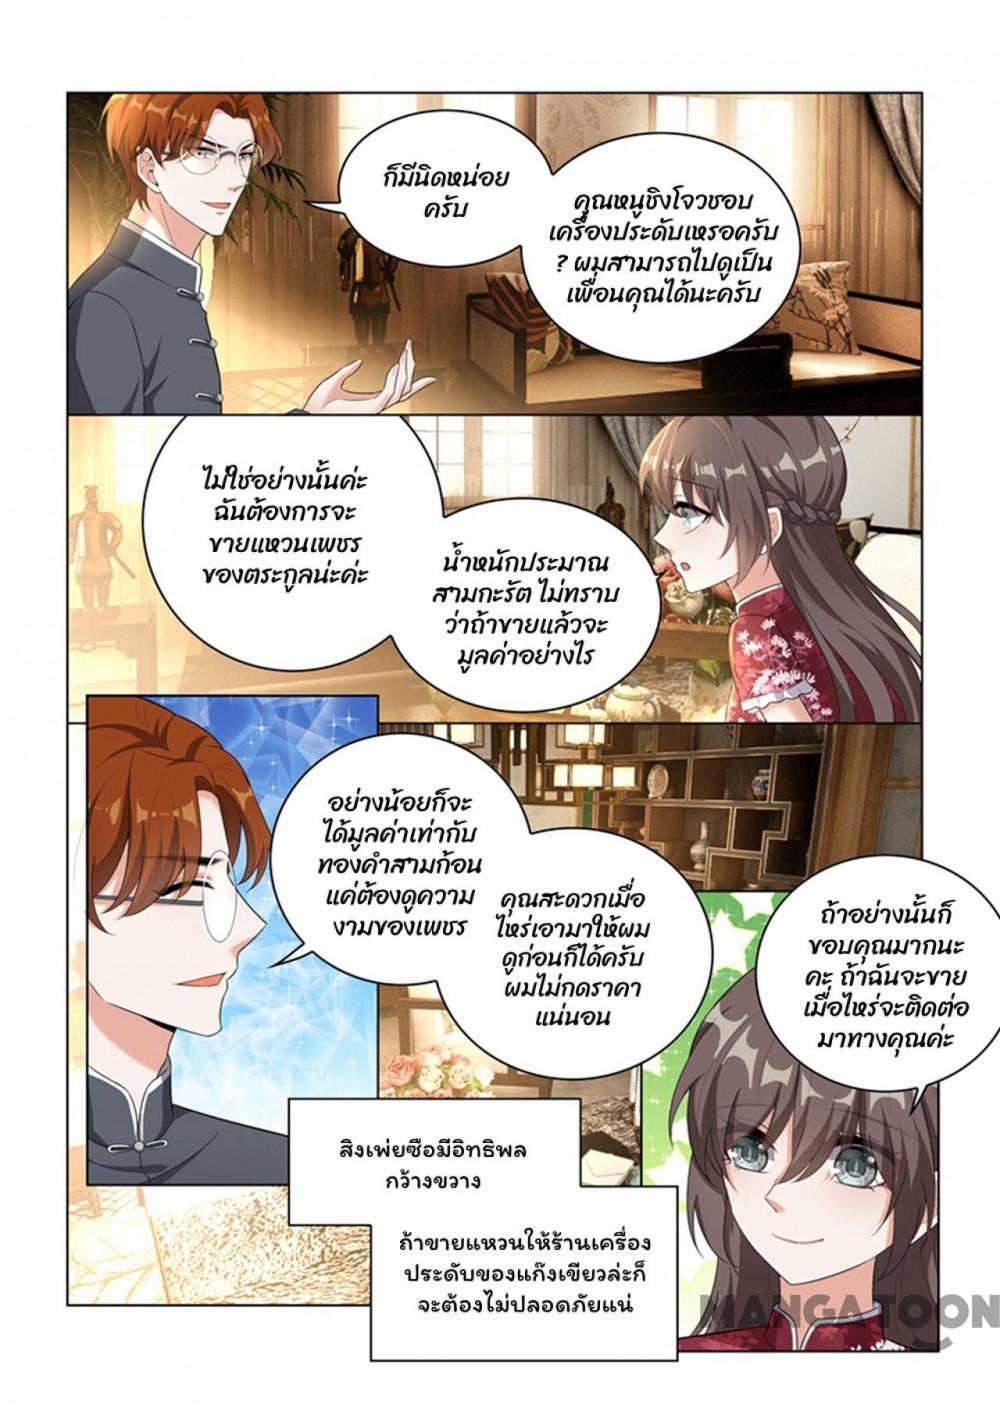 ก็มีนิดหน่อย
ครับ
คุณหนูชิงโจวชอบ
เครื่องประดับเหรอครับ
? ผมสามารถไปดูเป็น
เพื่อนคุณได้นะครับ
ไม่ใช่อย่างนั้นค่ะ
ฉันต้องการจะ
ขายแหวนเพชร
ของตระกูลน่ะค่ะ
น้ำหนักประมาณ
สามกะรัต ไม่ทราบ
ว่าถ้าขายแล้วจะ
มูลค่าอย่างไร
อย่างน้อยก็จะ
ได้มูลค่าเท่ากับ
ทองคำสามก้อน
แค่ต้องดูความ
งามของเพชร
คุณสะดวกเมื่อ
ไหร่เอามาให้ผม
ดูก่อนก็ได้ครับ
ผมไม่กดราคา
แน่นอน
ถ้าอย่างนั้นก็
ขอบคุณมากนะ
คะ ถ้าฉันจะขาย
เมื่อไหร่จะติดต่อ
มาทางคุณค่ะ
สิงเพ่ยซือมีอิทธิพล
กว้างขวาง
ถ้าขายแหวนให้ร้านเครื่อง
ประดับของแก๊งเขียวล่ะก็
จะต้องไม่ปลอดภัยแน่
MANGATOON